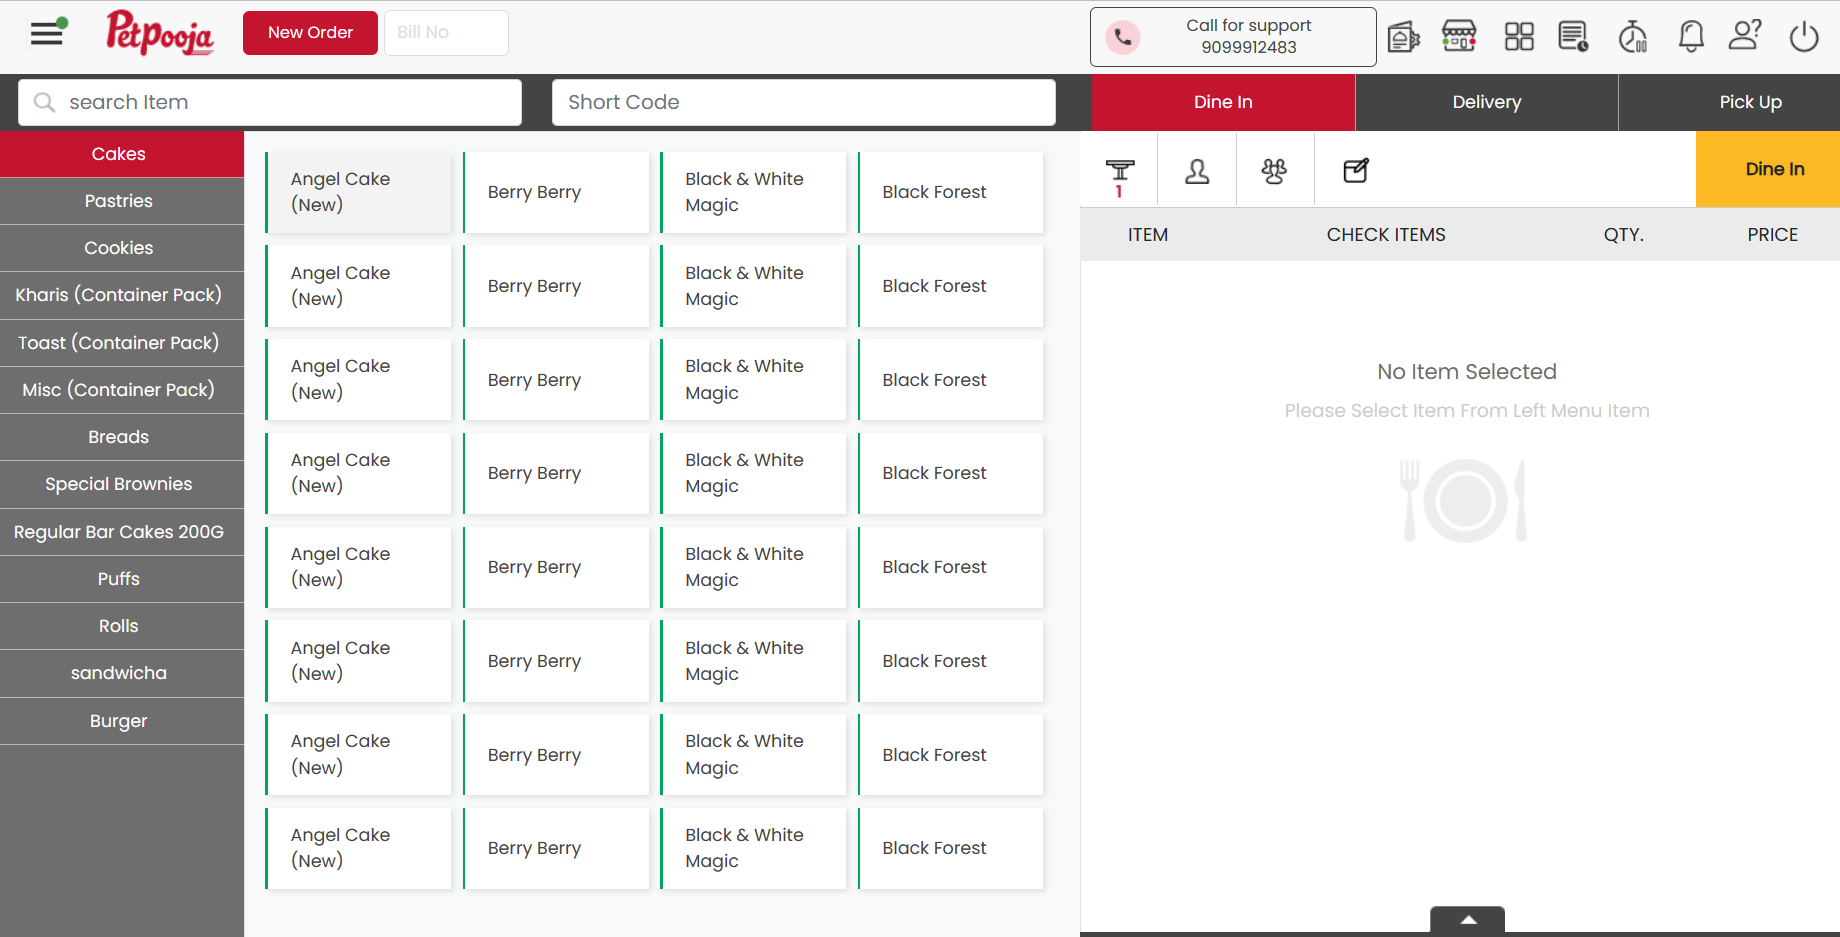 PetPooja
New Order
Bill No
Call for support
9099912483
search Item
Short Code
Dine In
Delivery
Pick Up
Cakes
Pastries
Cookies
Kharis (Container Pack)
Toast (Container Pack)
Misc (Container Pack)
Breads
Special Brownies
Regular Bar Cakes 200G
Puffs
Rolls
sandwicha
Burger
Angel Cake
(New)
Berry Berry
Black & White
Magic
Black Forest
Angel Cake
(New)
Berry Berry
Black & White
Magic
Black Forest
Angel Cake
(New)
Berry Berry
Black & White
Magic
Black Forest
Angel Cake
(New)
Berry Berry
Black & White
Magic
Black Forest
Angel Cake
(New)
Berry Berry
Black & White
Magic
Black Forest
Angel Cake
(New)
Berry Berry
Black & White
Magic
Black Forest
Angel Cake
(New)
Berry Berry
Black & White
Magic
Black Forest
Angel Cake
(New)
Berry Berry
Black & White
Magic
Black Forest
1
Dine In
ITEM
CHECK ITEMS
QTY.
PRICE
No Item Selected
Please Select Item From Left Menu Item